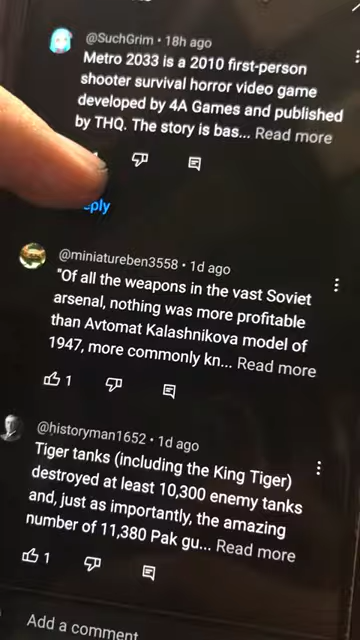 @SuchGrim • 18h ago
Metro 2033 is a 2010 first-person
shooter survival horror video game
developed by 4A Games and published
by THQ. The story is bas... Read more
eply
@miniatureben3558 • 1d ago
"Of all the weapons in the vast Soviet
arsenal, nothing was more profitable
than Avtomat Kalashnikova model of
1947, more commonly kn... Read more
1
@historyman1652 • 1d ago
Tiger tanks (including the King Tiger)
destroyed at least 10,300 enemy tanks
and, just as importantly, the amazing
number of 11,380 Pak gu... Read more
1
Add a comment